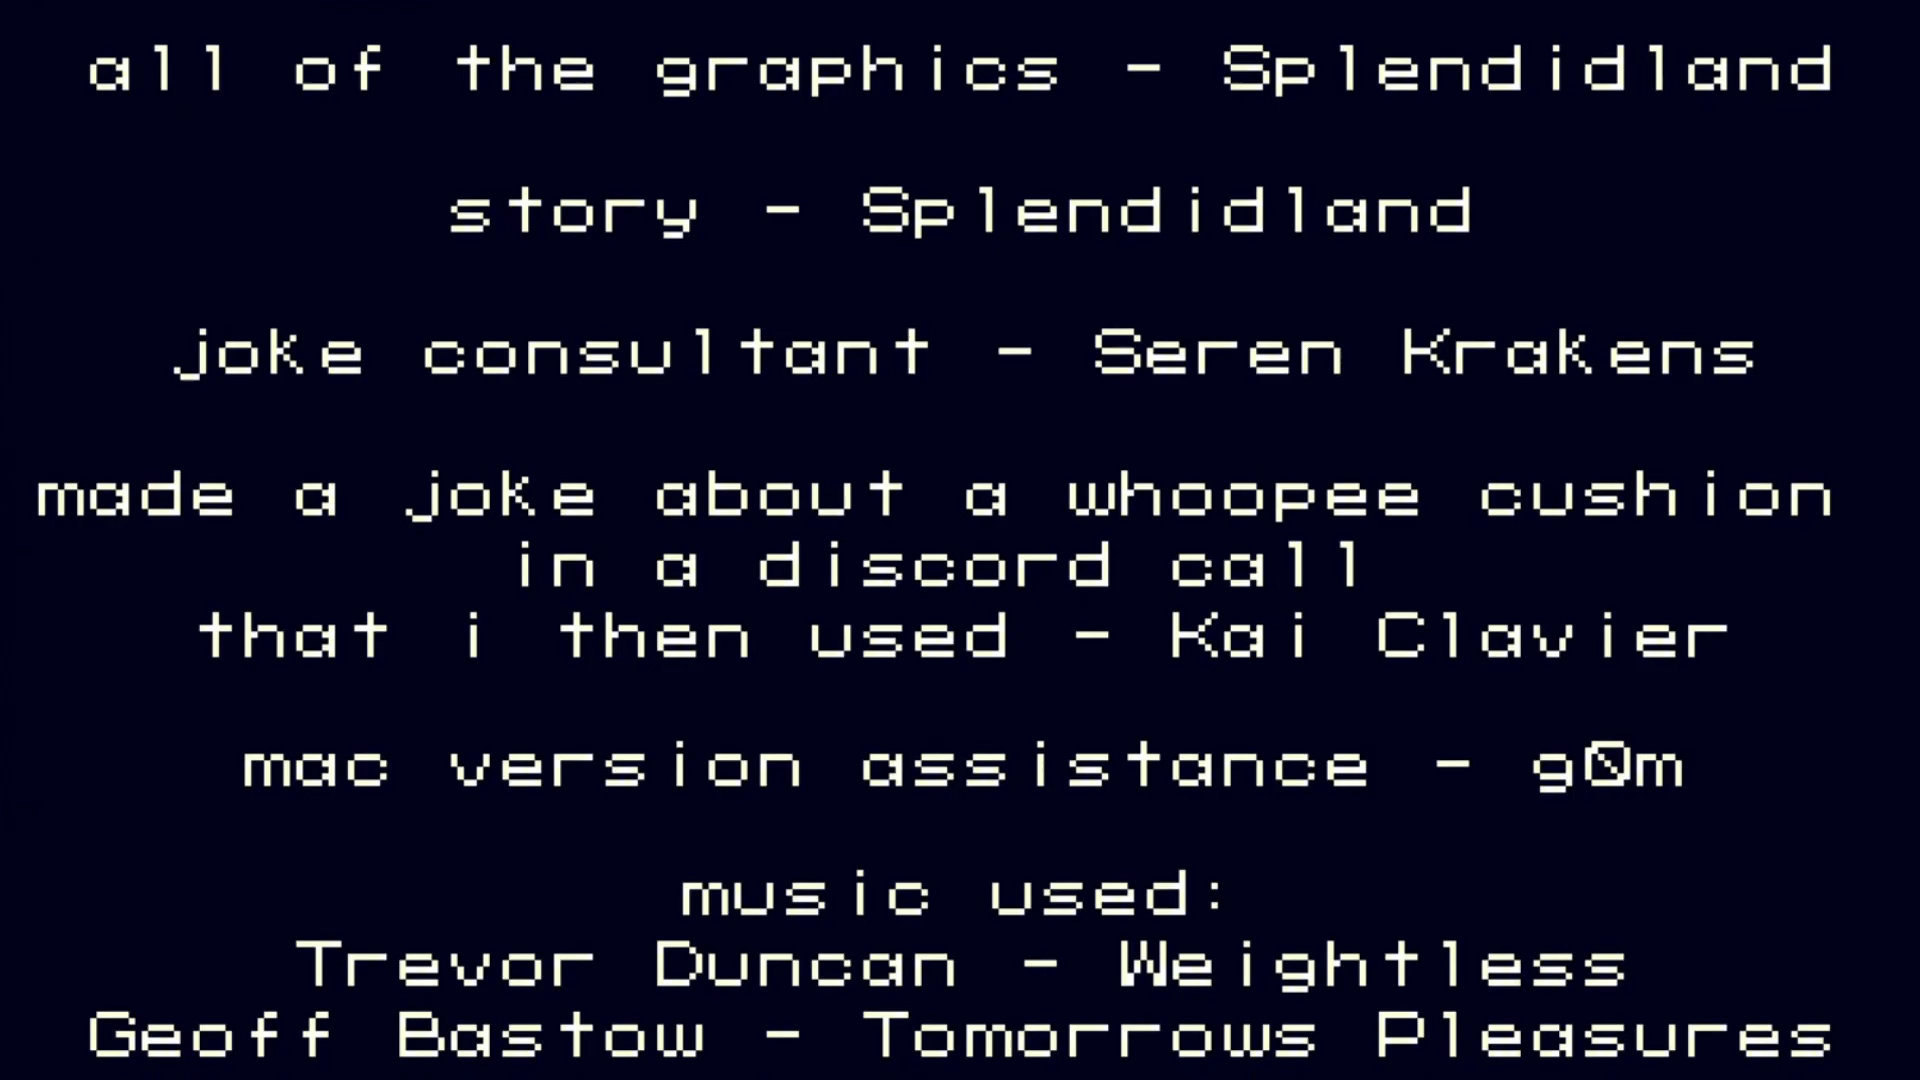 all of the graphics - Splendidland
story - Splendidland
joke consultant - Seren Krakens
made a joke about a whoopee cushion
in a discord call
that i then used - Kai Clavier
mac version assistance - g0m
music used:
Trevor Duncan - Weightless
Geoff Bastow - Tomorrows Pleasures